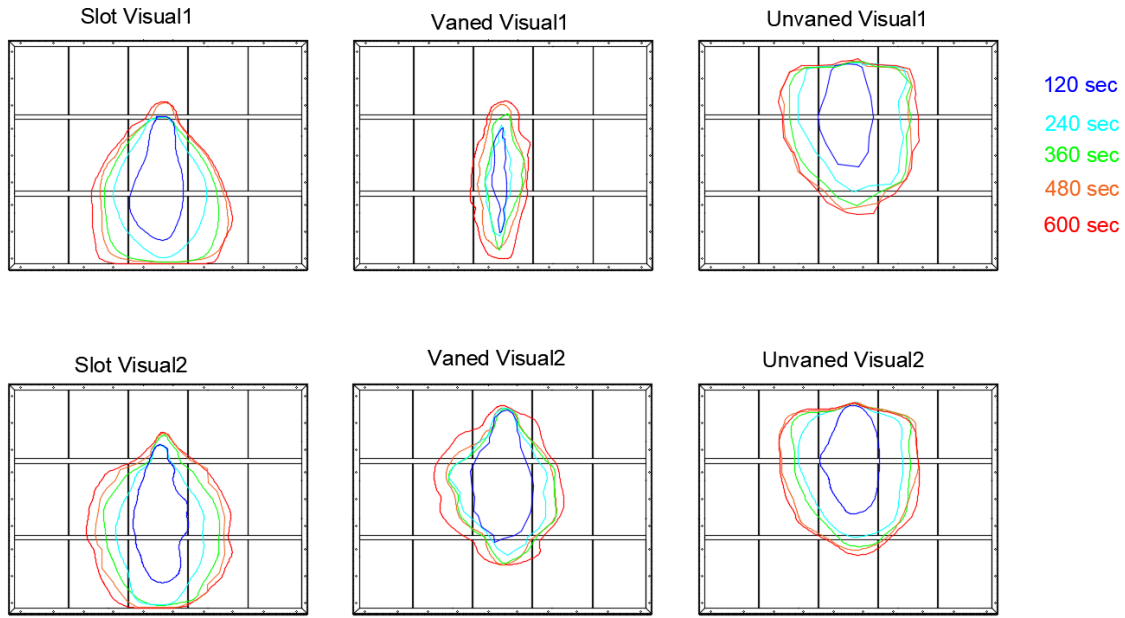 Slot Visual1
Vaned Visual1
Unvaned Visual1
120 sec
240 sec
360 sec
480 sec
600 sec
Slot Visual2
Vaned Visual2
Unvaned Visual2